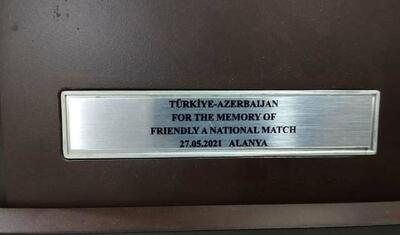 TÜRKİYE-AZERBAIJAN
FOR THE MEMORY OF
FRIENDLY A NATIONAL MATCH
27.05.2021 ALANYA